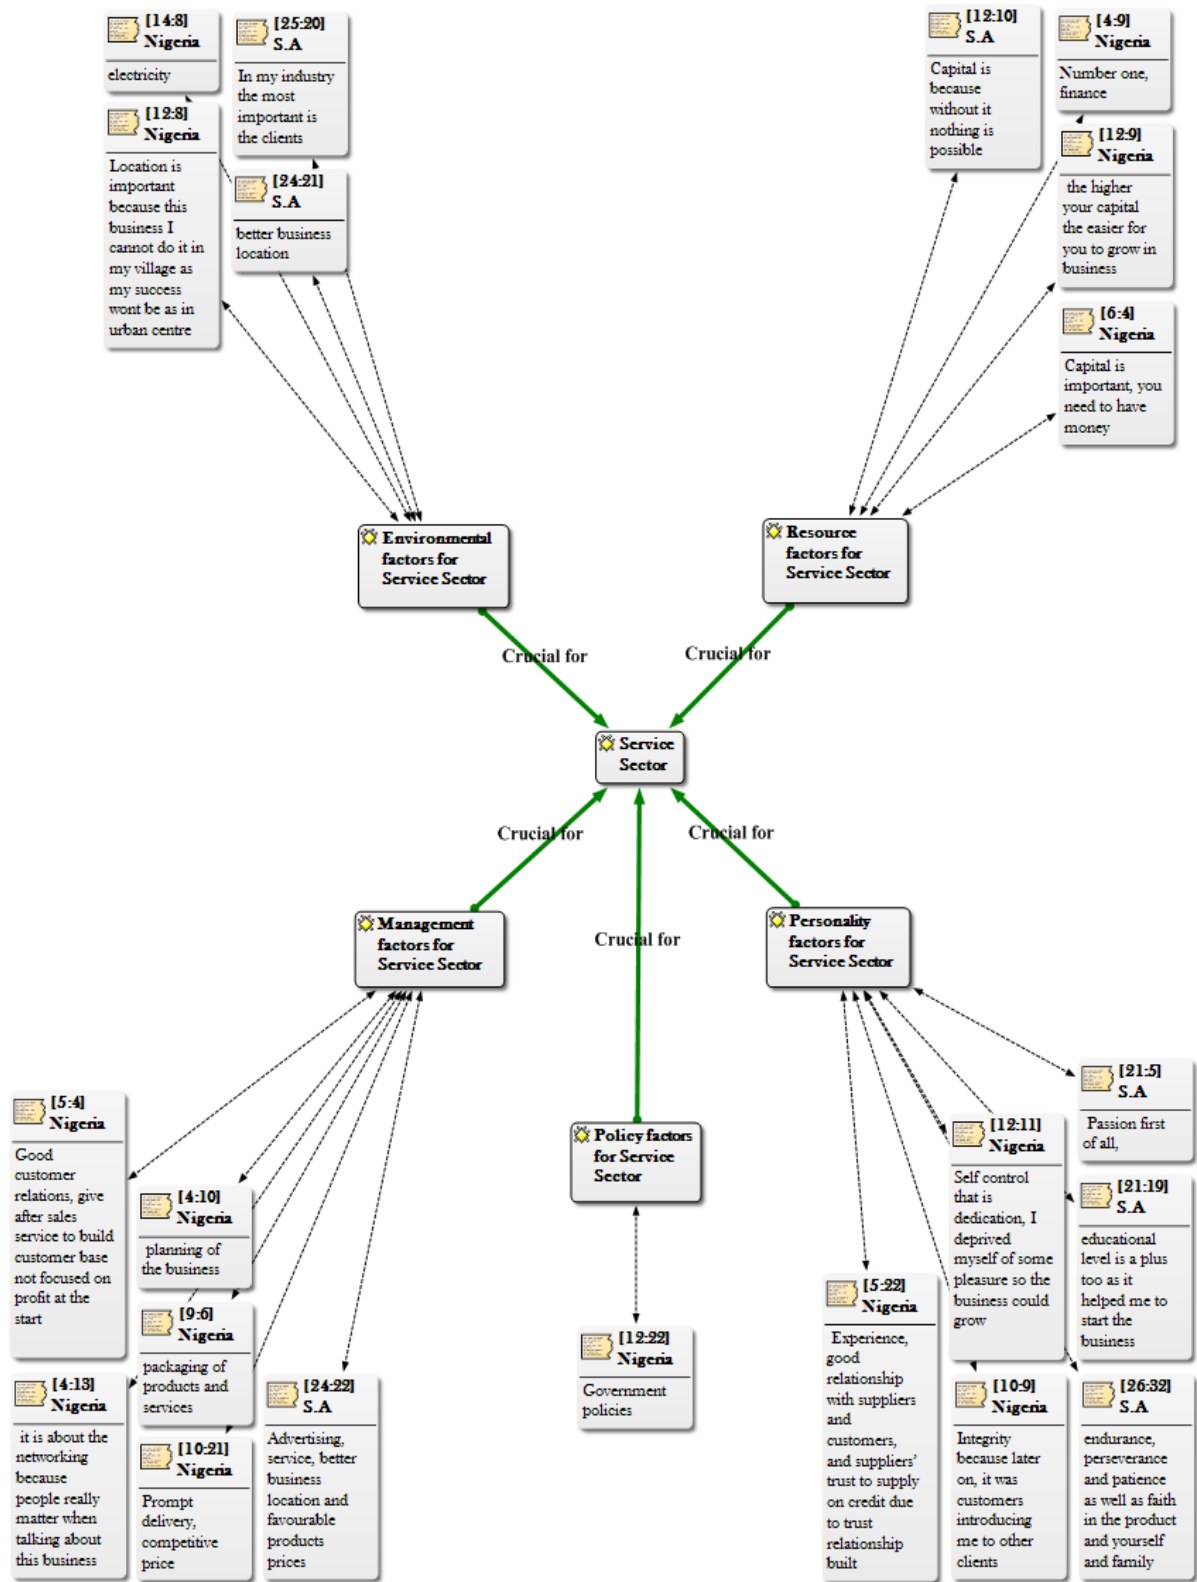 [14:8]
Nigeria
electricity
[25:20]
S.A
In my industry
the most
important is
the clients
[12:8]
Nigeria
Location is
important
because this
business I
cannot do it in
my village as
my success
wont be as in
urban centre
[24:21]
S.A
better business
location
[12:10]
S.A
Capital is
because
without it
nothing is
possible
[4:9]
Nigeria
Number one,
finance
[12:9]
Nigeria
the higher
your capital
the easier for
you to grow in
business
[6:4]
Nigeria
Capital is
important, you
need to have
money
Environmental
factors for
Service Sector
Resource
factors for
Service Sector
Crucial for
Crucial for
Service
Sector
Crucial for
Crucial for
Crucial for
Management
factors for
Service Sector
Personality
factors for
Service Sector
Policy factors
for Service
Sector
[5:4]
Nigeria
Good
customer
relations, give
after sales
service to build
customer base
not focused on
profit at the
start
[4:10]
Nigeria
planning of
the business
[9:6]
Nigeria
packaging of
products and
services
[4:13]
Nigeria
it is about the
networking
because
people really
matter when
talking about
this business
[10:21]
Nigeria
Prompt
delivery,
competitive
price
[24:22]
S.A
Advertising,
service, better
business
location and
favourable
products
prices
[12:22]
Nigeria
Government
policies
[5:22]
Nigeria
Experience,
good
relationship
with suppliers
and
customers,
and suppliers'
trust to supply
on credit due
to trust
relationship
built
[12:11]
Nigeria
Self control
that is
dedication, I
deprived
myself of some
pleasure so the
business could
grow
[21:5]
S.A
Passion first
of all,
[21:19]
S.A
educational
level is a plus
too as it
helped me to
start the
business
[10:9]
Nigeria
Integrity
because later
on, it was
customers
introducing
me to other
clients
[26:32]
S.A
endurance,
perseverance
and patience
as well as faith
in the product
and yourself
and family